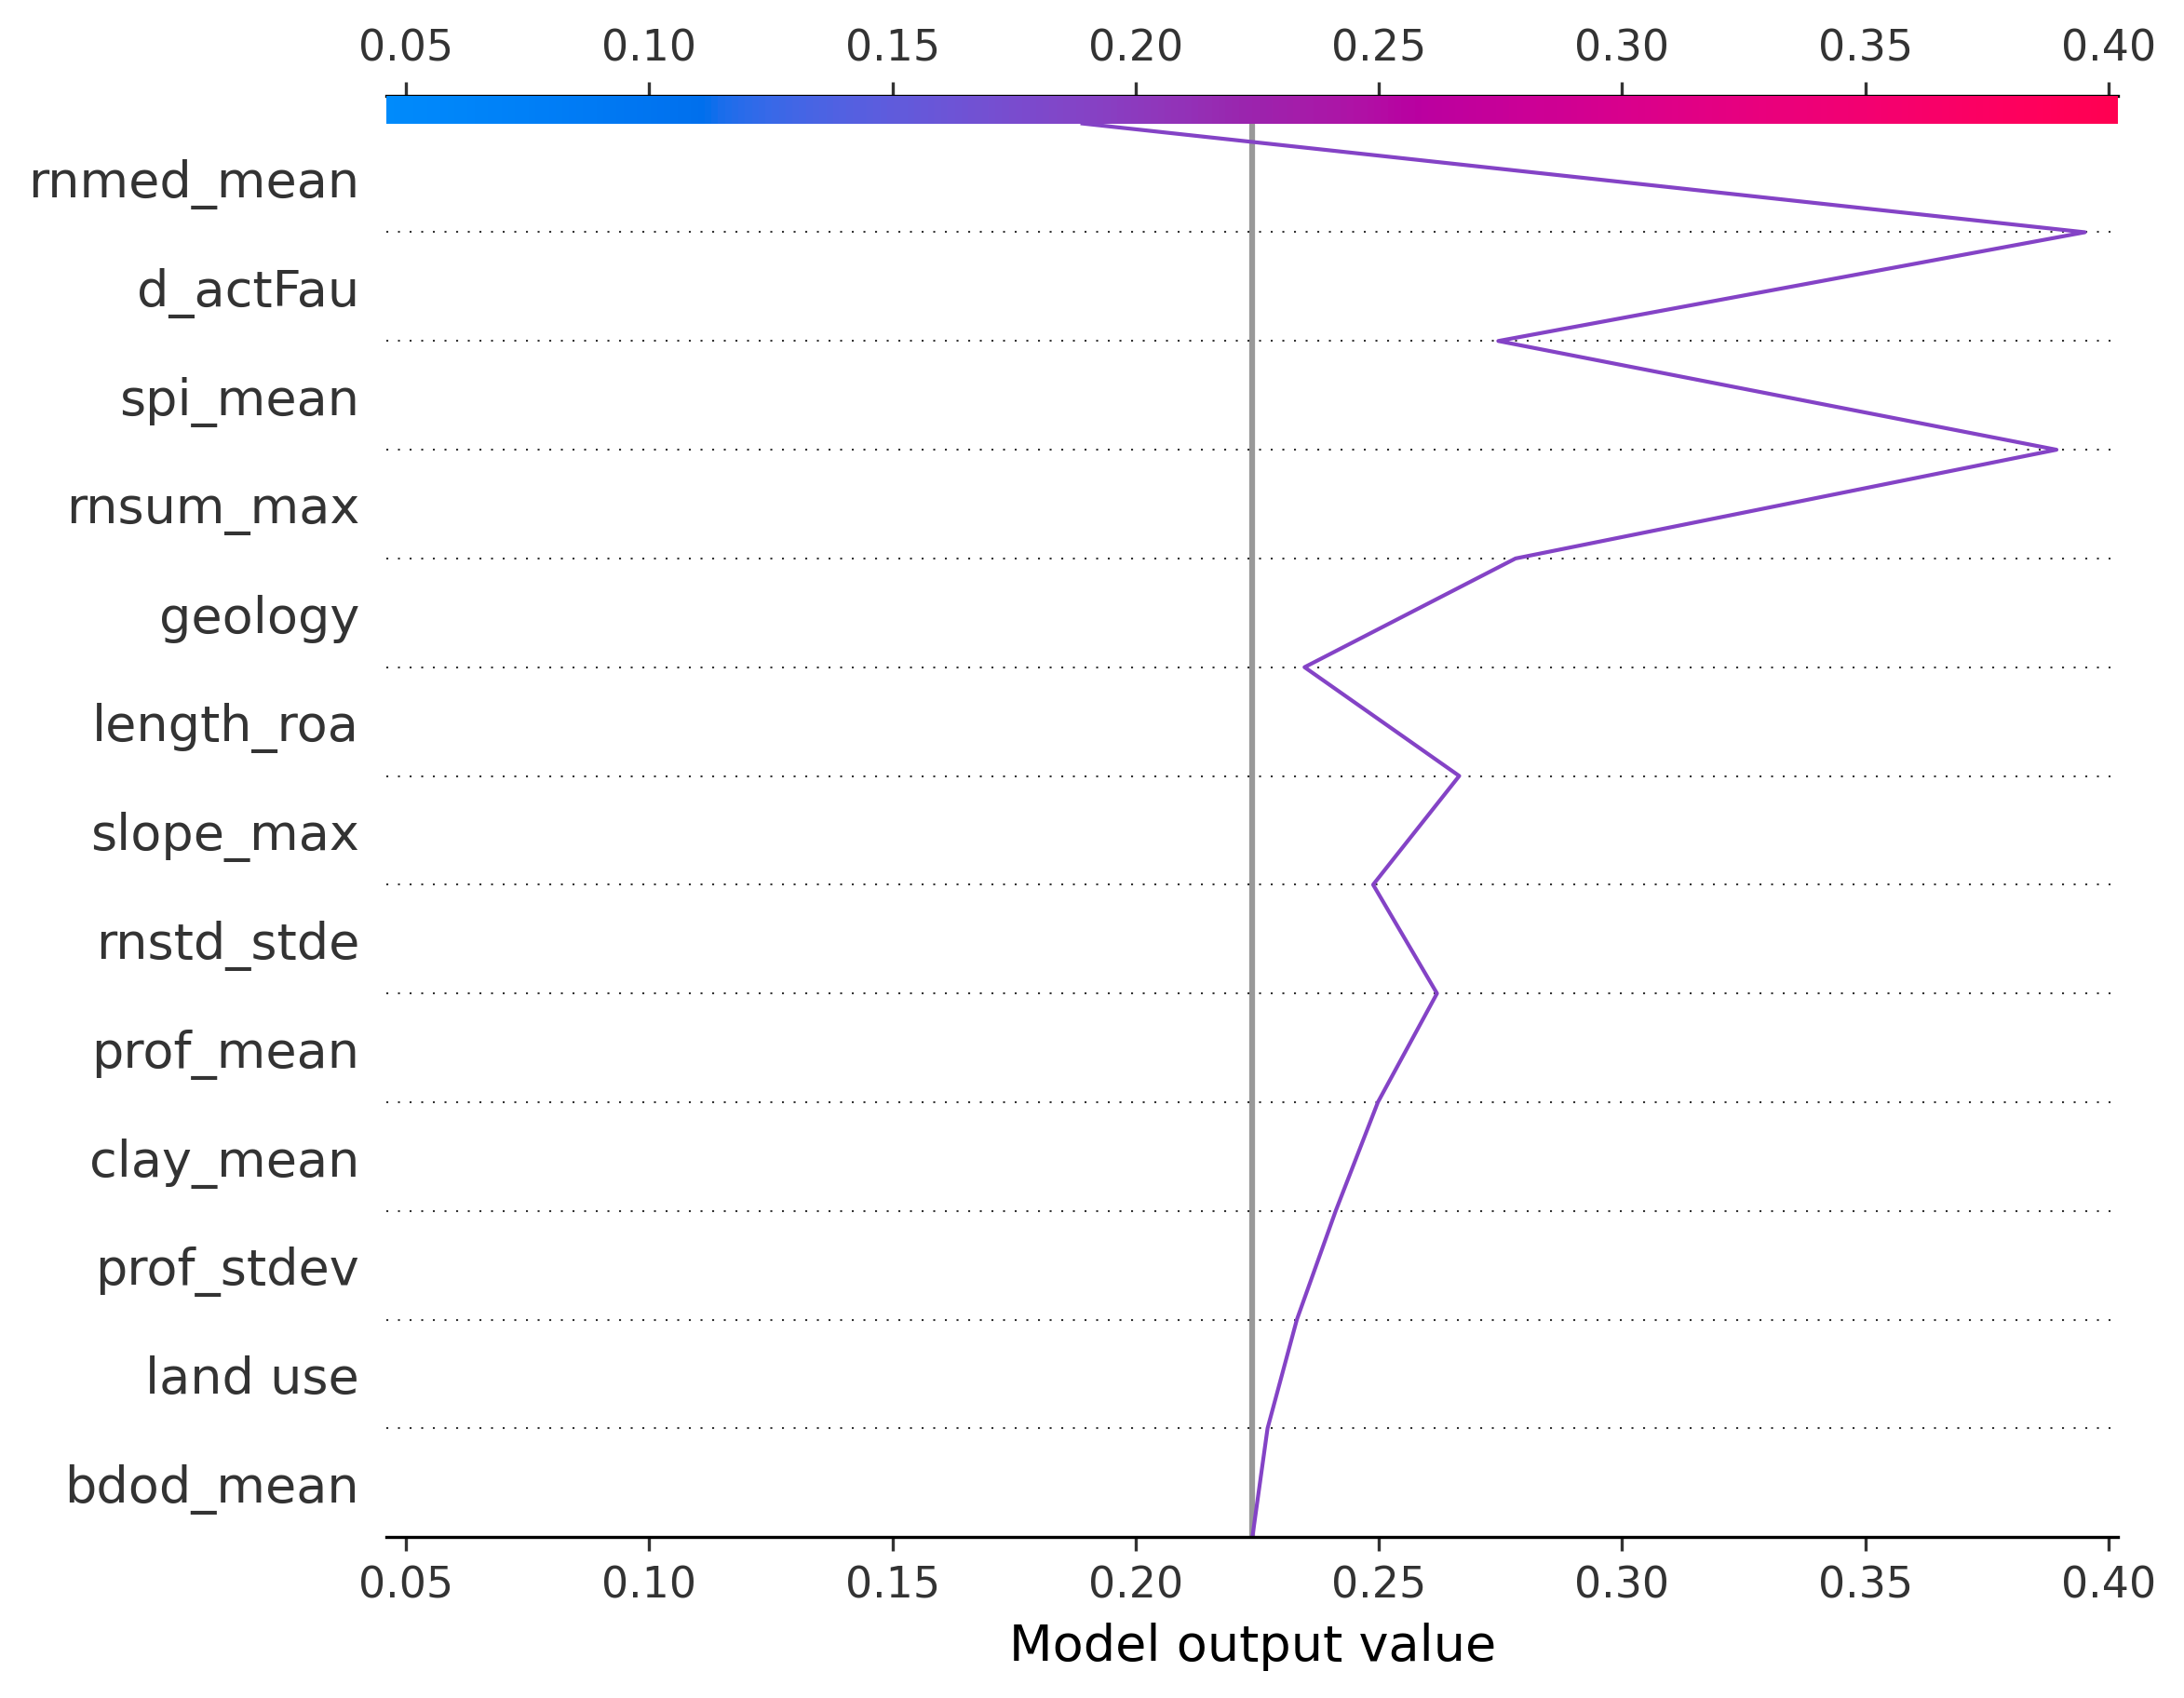 0.05 0.10 0.15 0.20 0.25 0.30 0.35 0.40
rnmed_mean
d_actFau
spi_mean
rnsum_max
geology
length_roa
slope_max
rnstd_stde
prof_mean
clay_mean
prof_stdev
land use
bdod_mean
0.05 0.10 0.15 0.20 0.25 0.30 0.35 0.40
Model output value